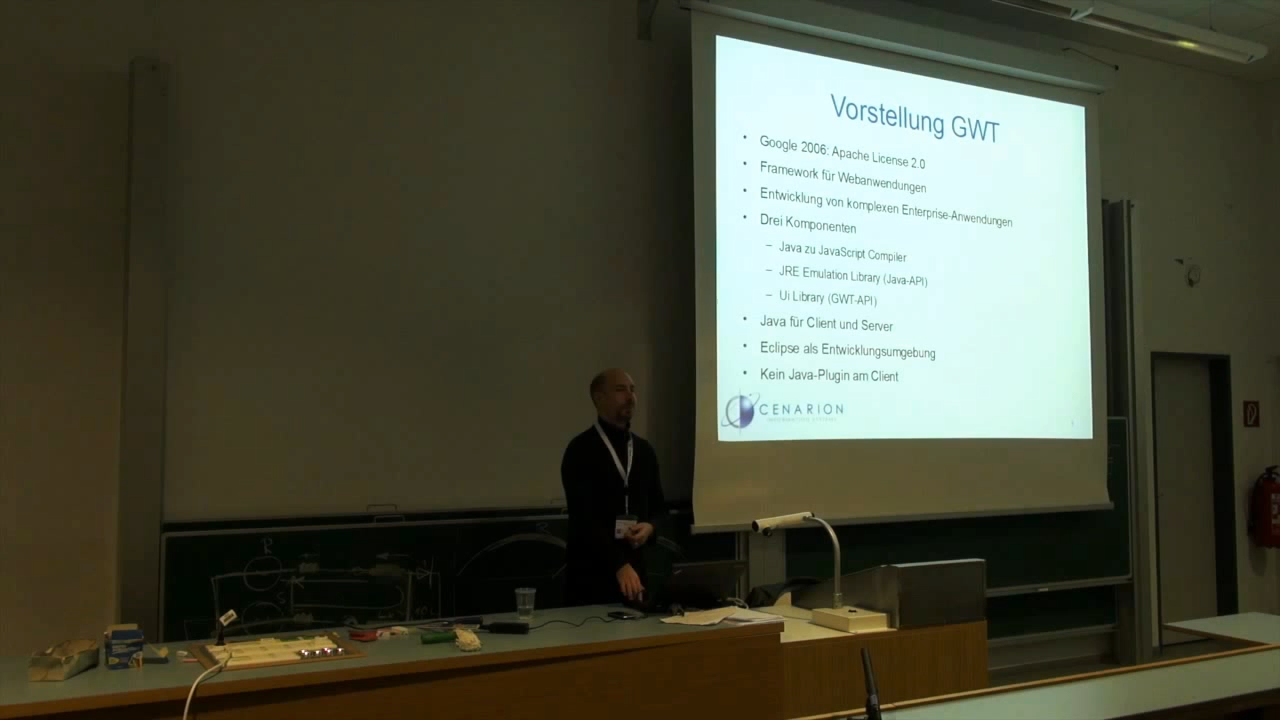 Vorstellung GWT
• Google 2006: Apache License 2.0
• Framework für Webanwendungen
• Entwicklung von komplexen Enterprise-Anwendungen
• Drei Komponenten
– Java zu JavaScript Compiler
– JRE Emulation Library (Java-API)
– Ui Library (GWT-API)
• Java für Client und Server
• Eclipse als Entwicklungsumgebung
• Kein Java-Plugin am Client
CENARION